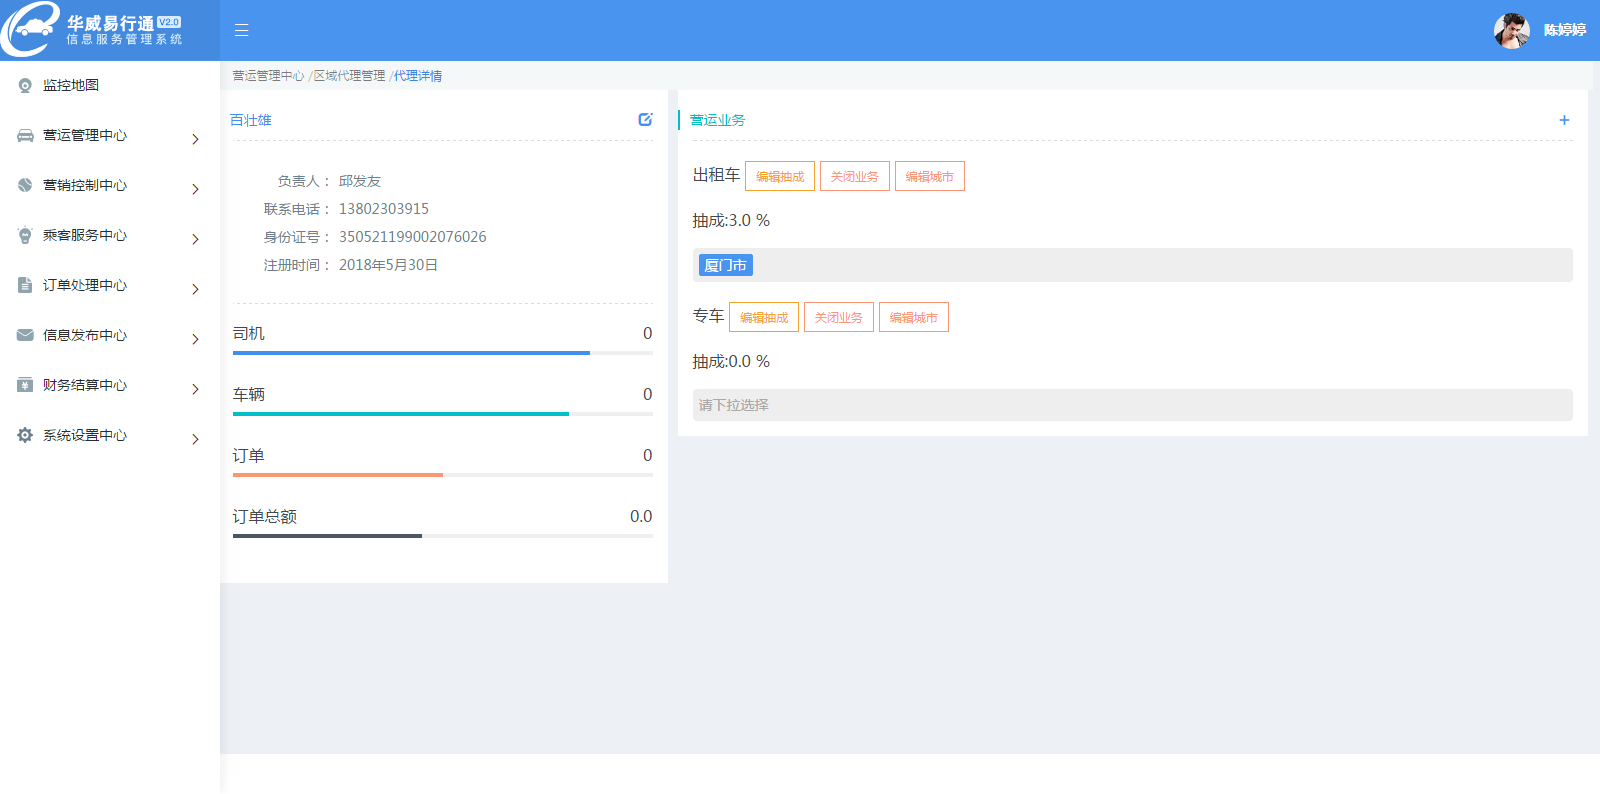 华威易行通 V2.0
信息服务管理系统
陈婷婷
监控地图
营运管理中心
营销控制中心
乘客服务中心
订单处理中心
信息发布中心
财务结算中心
系统设置中心
营运管理中心 /区域代理管理 /代理详情
百壮雄
负责人： 邱发友
联系电话： 13802303915
身份证号： 350521199002076026
注册时间： 2018年5月30日
司机 0
车辆 0
订单 0
订单总额 0.0
营运业务 +
出租车 编辑抽成 关闭业务 编辑城市
抽成:3.0 %
厦门市
专车 编辑抽成 关闭业务 编辑城市
抽成:0.0 %
请下拉选择